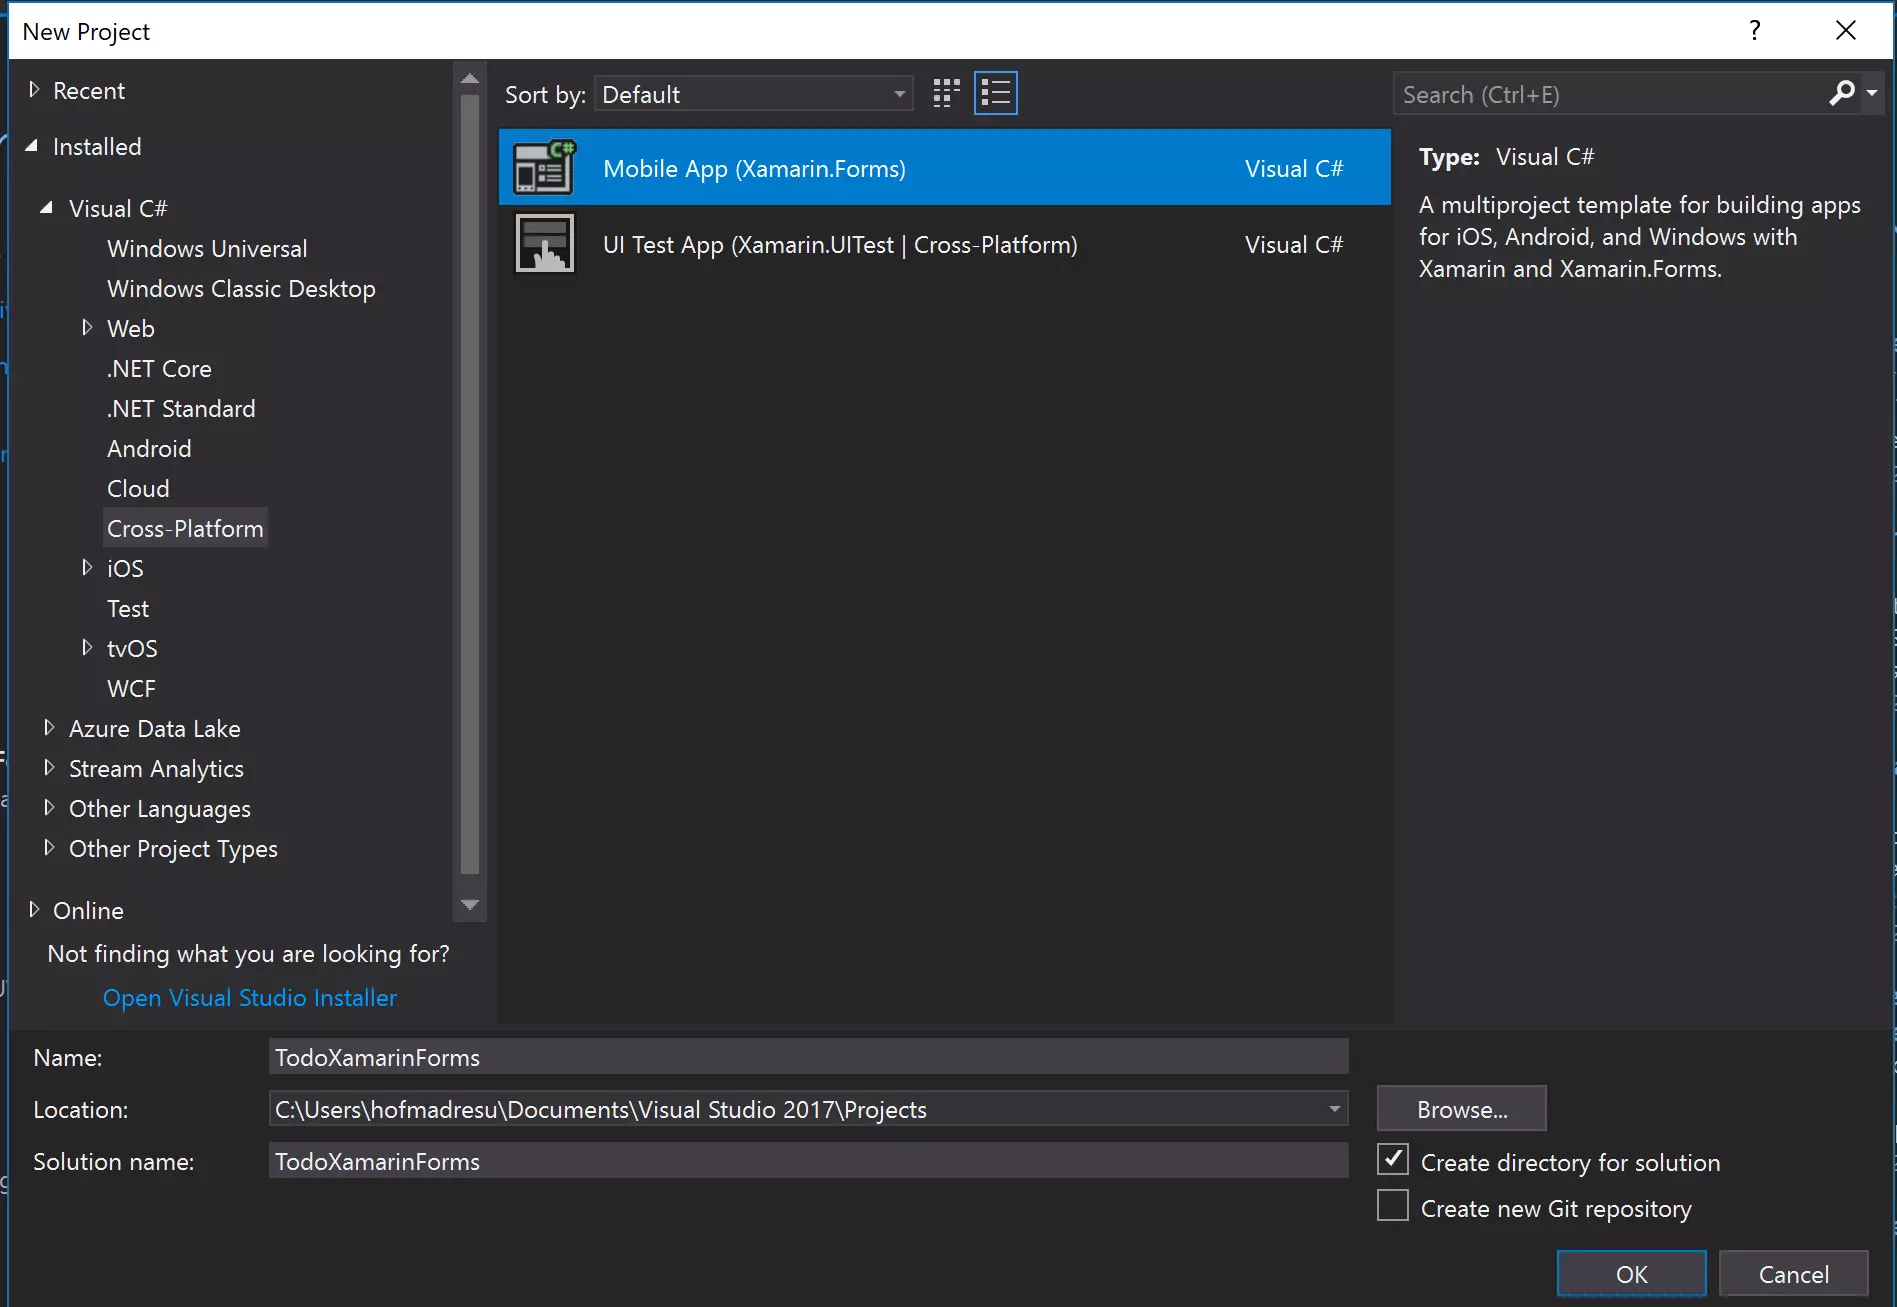 New Project
?
Recent
Installed
Visual C#
Windows Universal
Windows Classic Desktop
Web
.NET Core
.NET Standard
Android
Cloud
Cross-Platform
iOS
Test
tvOS
WCF
Azure Data Lake
Stream Analytics
Other Languages
Other Project Types
Online
Not finding what you are looking for?
Open Visual Studio Installer
Sort by: Default
C#
Mobile App (Xamarin.Forms) Visual C#
UI Test App (Xamarin.UITest | Cross-Platform) Visual C#
Search (Ctrl+E)
Type: Visual C#
A multiproject template for building apps
for iOS, Android, and Windows with
Xamarin and Xamarin.Forms.
Name: TodoXamarinForms
Location: C:\Users\hofmadresu\Documents\Visual Studio 2017\Projects
Browse...
Solution name: TodoXamarinForms
Create directory for solution
Create new Git repository
OK Cancel